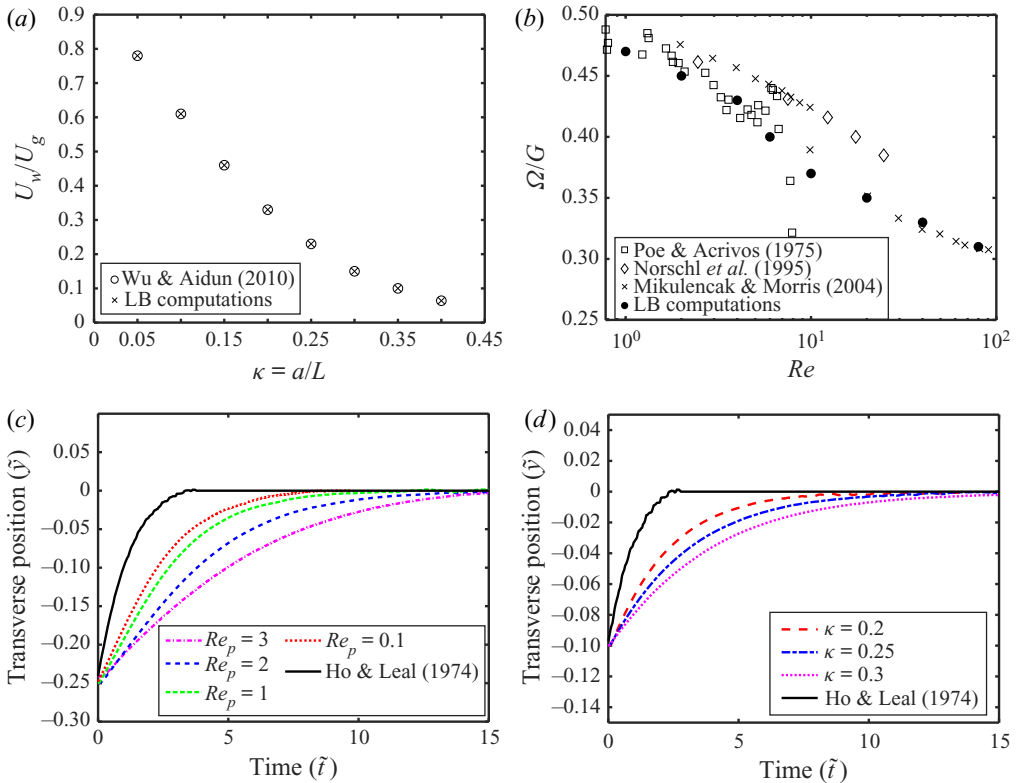 (a)
0.9
0.8
0.7
0.6
0.5
0.4
0.3
0.2
0.1
0
U_w/U_g
Wu & Aidun (2010)
LB computations
0
0.05
0.10
0.15
0.20
0.25
0.30
0.35
0.40
0.45
κ = a/L
(b)
0.50
0.45
0.40
0.35
0.30
0.25
Ω/G
Poe & Acrivos (1975)
Norschl et al. (1995)
Mikulencak & Morris (2004)
LB computations
10^0
10^1
10^2
Re
(c)
0.05
0
−0.05
−0.10
−0.15
−0.20
−0.25
−0.30
Transverse position (ỹ)
Re_p = 3
Re_p = 2
Re_p = 1
Re_p = 0.1
Ho & Leal (1974)
0
5
10
15
Time (t̃)
(d)
0.04
0.02
0
−0.02
−0.04
−0.06
−0.08
−0.10
−0.12
−0.14
Transverse position (ỹ)
κ = 0.2
κ = 0.25
κ = 0.3
Ho & Leal (1974)
0
5
10
15
Time (t̃)